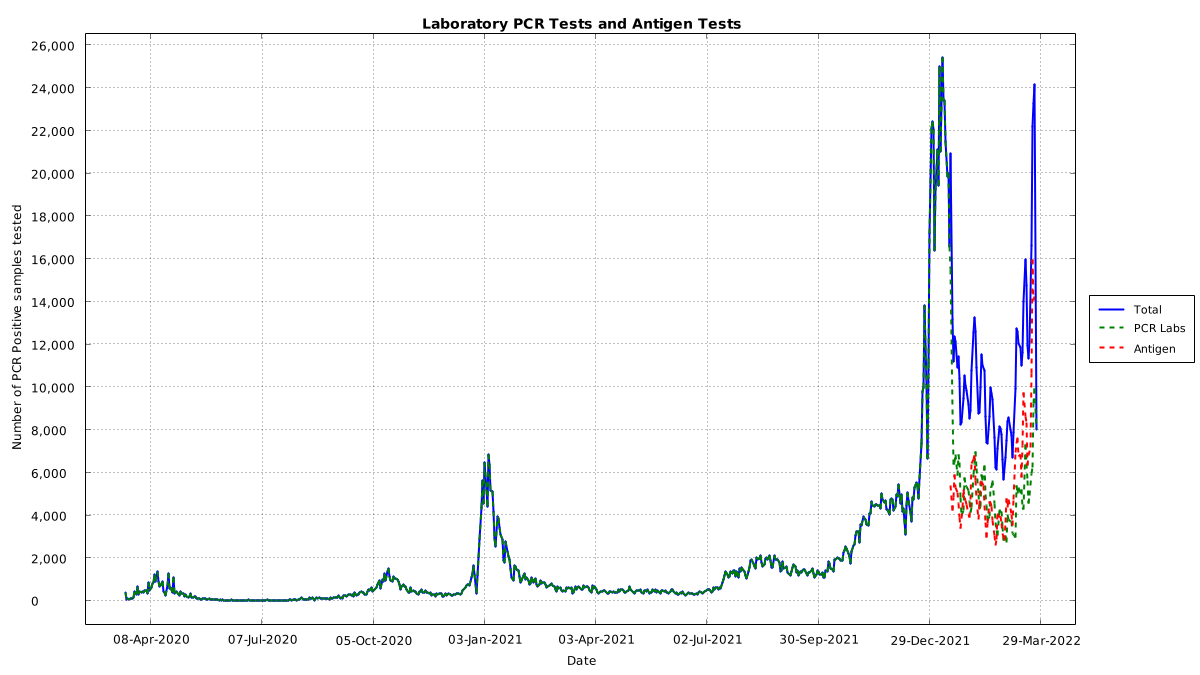 Laboratory PCR Tests and Antigen Tests
Number of PCR Positive samples tested
26,000
24,000
22,000
20,000
18,000
16,000
14,000
12,000
10,000
8,000
6,000
4,000
2,000
0
08-Apr-2020 07-Jul-2020 05-Oct-2020 03-Jan-2021 03-Apr-2021 02-Jul-2021 30-Sep-2021 29-Dec-2021 29-Mar-2022
Date
Total
PCR Labs
Antigen